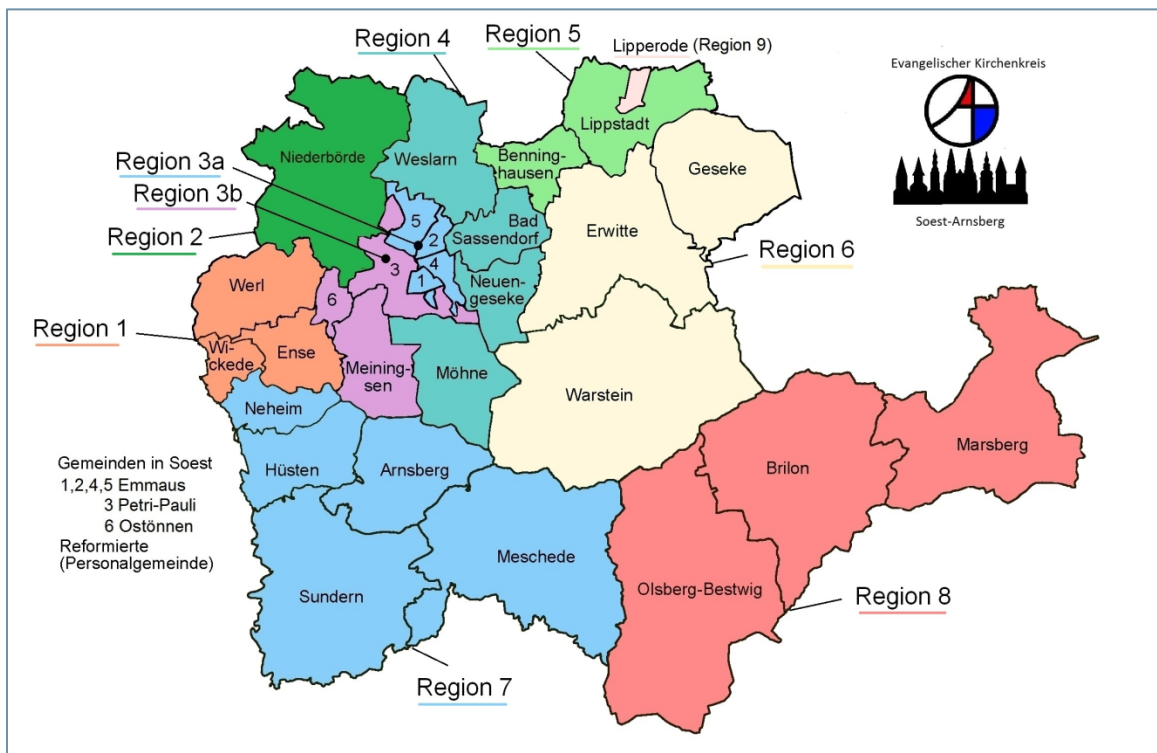 Region 4
Region 5
Lipperode (Region 9)
Evangelischer Kirchenkreis
Soest-Arnsberg
Region 3a
Region 3b
Region 2
Niederbörde
Weslarn
Benning-
hausen
Lippstadt
Geseke
Erwitte
Region 6
5
2
Bad
Sassendorf
3
4
1
Neuen-
geseke
6
Werl
Region 1
Wi-
ckede
Ense
Meining-
sen
Möhne
Warstein
Neheim
Hüsten
Arnsberg
Marsberg
Brilon
Gemeinden in Soest
1,2,4,5 Emmaus
3 Petri-Pauli
6 Ostönnen
Reformierte
(Personalgemeinde)
Meschede
Sundern
Olsberg-Bestwig
Region 8
Region 7